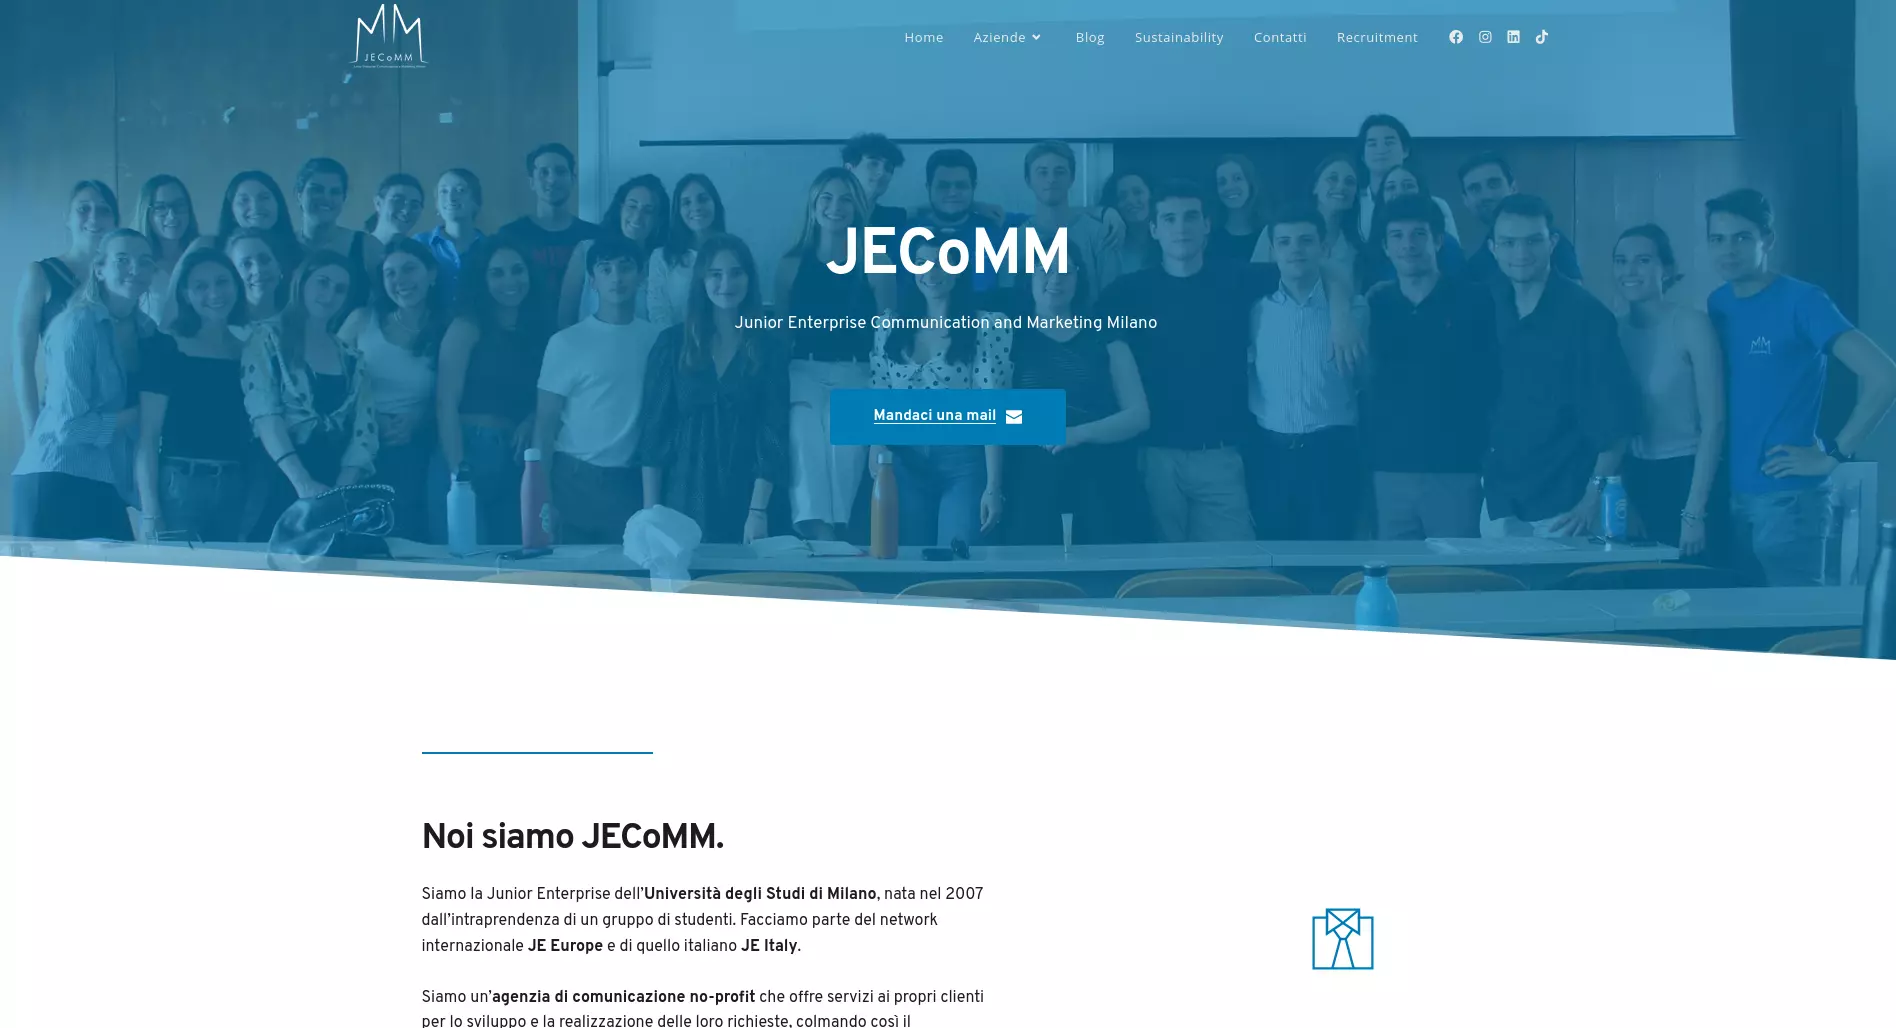 MM
JECoMM
Home
Aziende
Blog
Sustainability
Contatti
Recruitment
JECoMM
Junior Enterprise Communication and Marketing Milano
Mandaci una mail
Noi siamo JECoMM.
Siamo la Junior Enterprise dell’Università degli Studi di Milano, nata nel 2007
dall’intraprendenza di un gruppo di studenti. Facciamo parte del network
internazionale JE Europe e di quello italiano JE Italy.
Siamo un’agenzia di comunicazione no-profit che offre servizi ai propri clienti
per lo sviluppo e la realizzazione delle loro richieste, colmando così il